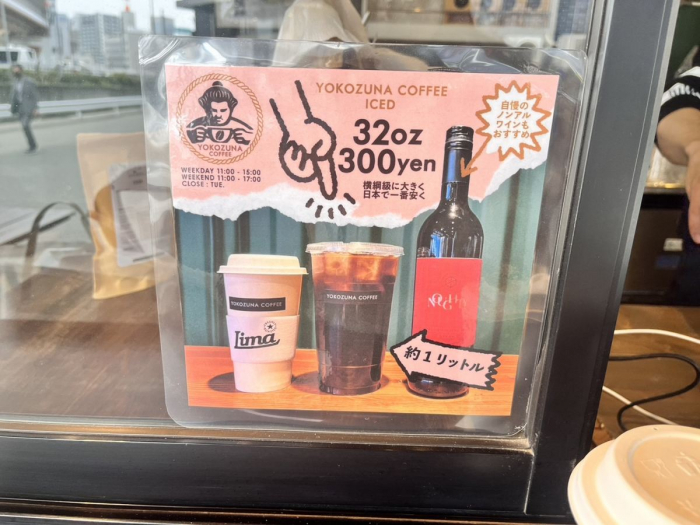 YOKOZUNA
COFFEE
WEEKDAY 11:00 - 15:00
WEEKEND 11:00 - 17:00
CLOSE : TUE.
YOKOZUNA COFFEE
ICED
32oz
300yen
横綱級に大きく
日本で一番安く
自慢の
ノンアル
ワインも
おすすめ
YOKOZUNA COFFEE
lima
YOKOZUNA COFFEE
約1リットル